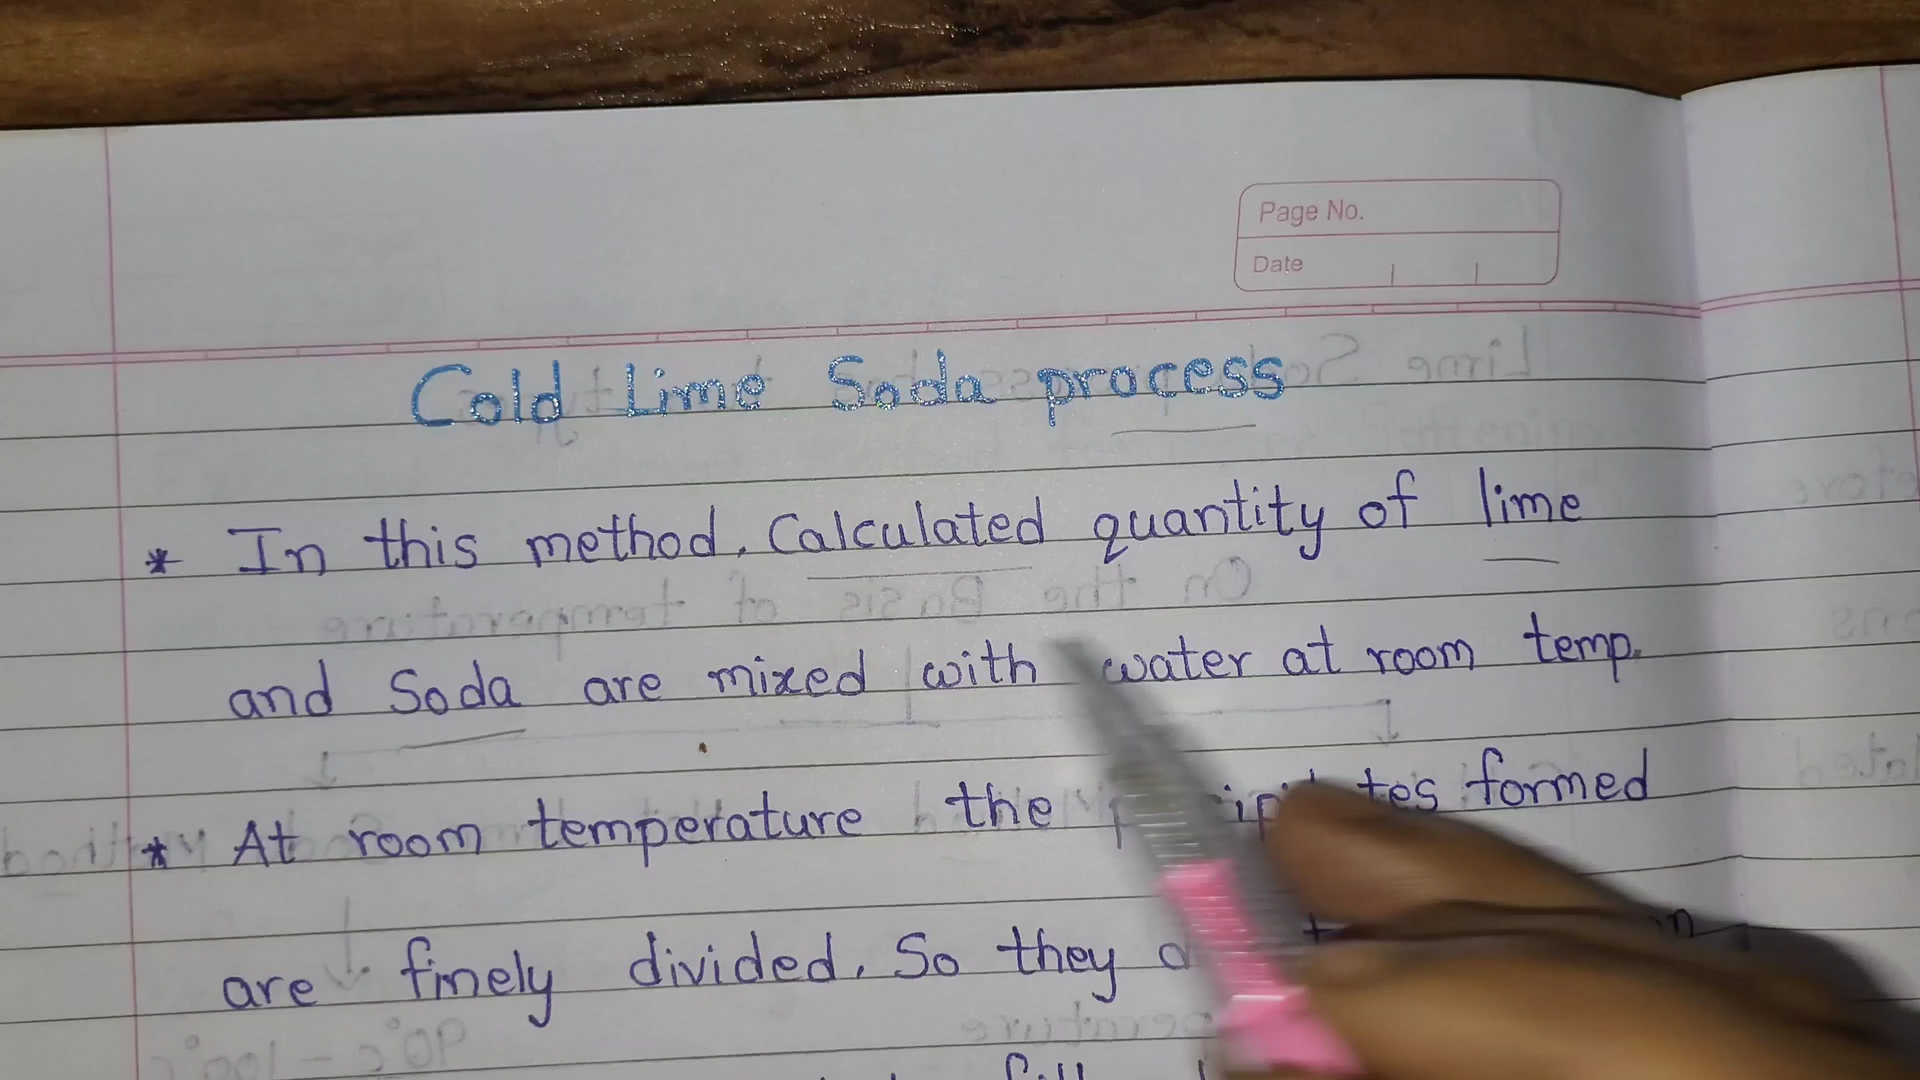 Page No.
Date
Cold Lime Soda process
* In this method, Calculated quantity of lime
and Soda are mixed with water at room temp.
* At room temperature the formed
are finely divided. So they